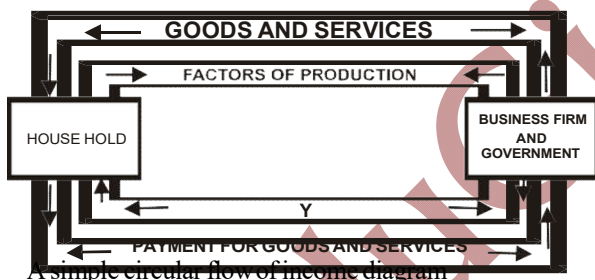 GOODS AND SERVICES
FACTORS OF PRODUCTION
HOUSE HOLD
BUSINESS FIRM
AND
GOVERNMENT
Y
PAYMENT FOR GOODS AND SERVICES
A simple circular flow of income diagram